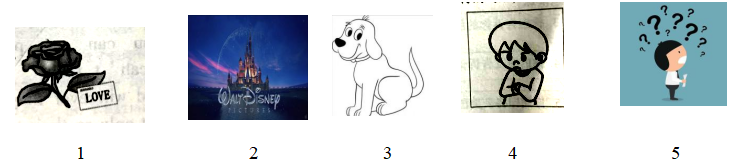 LOVE
WALT DISNEY
PICTURES
1 2 3 4 5